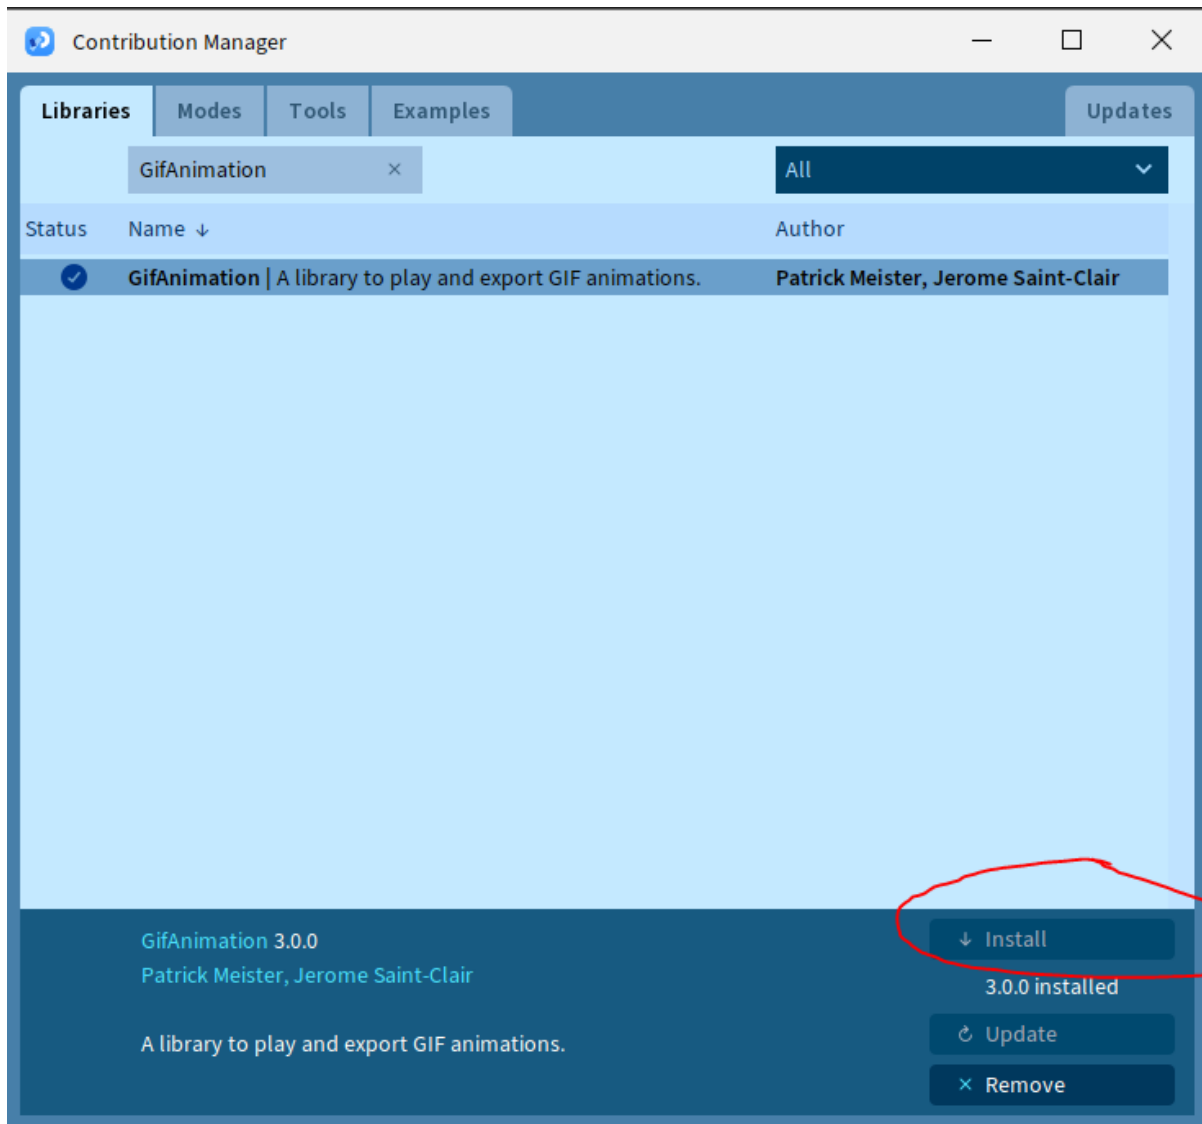 Contribution Manager
Libraries Modes Tools Examples Updates
GifAnimation All
Status Name ↓ Author
GifAnimation | A library to play and export GIF animations. Patrick Meister, Jerome Saint-Clair
GifAnimation 3.0.0
Patrick Meister, Jerome Saint-Clair
A library to play and export GIF animations.
↓ Install
3.0.0 installed
Update
× Remove